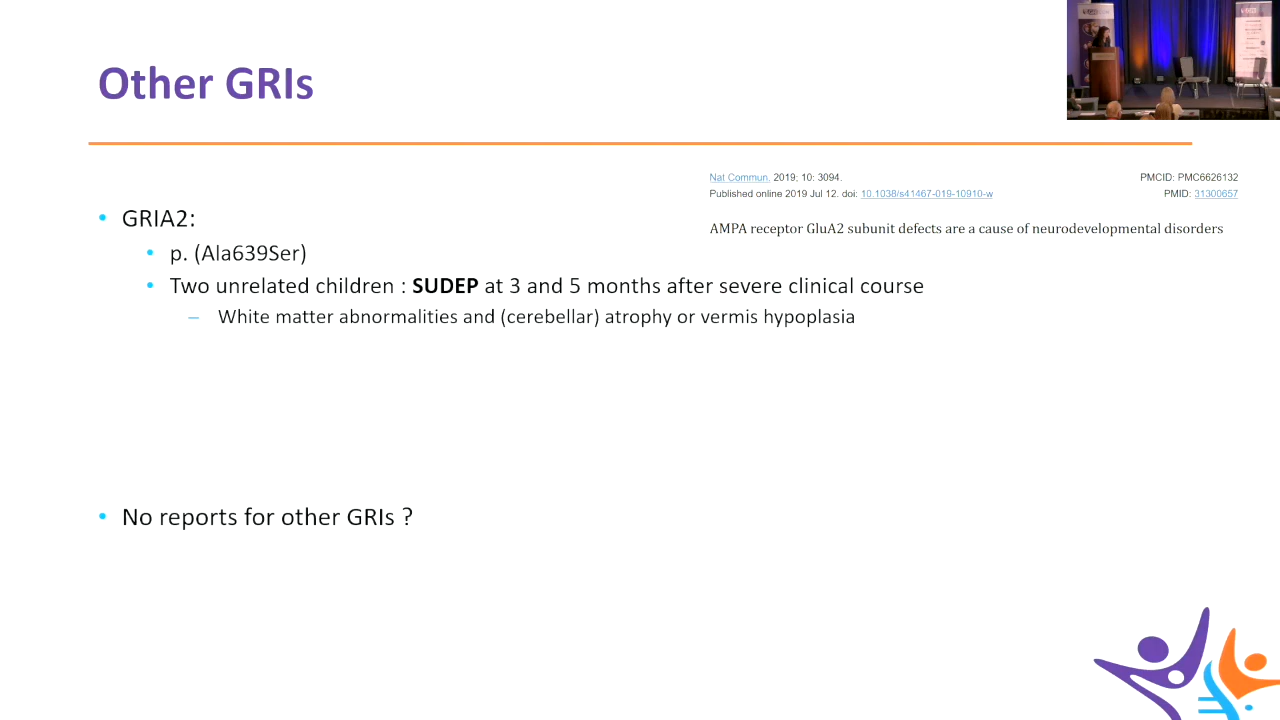 Other GRIs
Nat Commun. 2019; 10: 3094.
PMCID: PMC6626132
Published online 2019 Jul 12. doi: 10.1038/s41467-019-10910-w
PMID: 31300657
AMPA receptor GluA2 subunit defects are a cause of neurodevelopmental disorders
• GRIA2:
• p. (Ala639Ser)
• Two unrelated children : SUDEP at 3 and 5 months after severe clinical course
– White matter abnormalities and (cerebellar) atrophy or vermis hypoplasia
• No reports for other GRIs ?